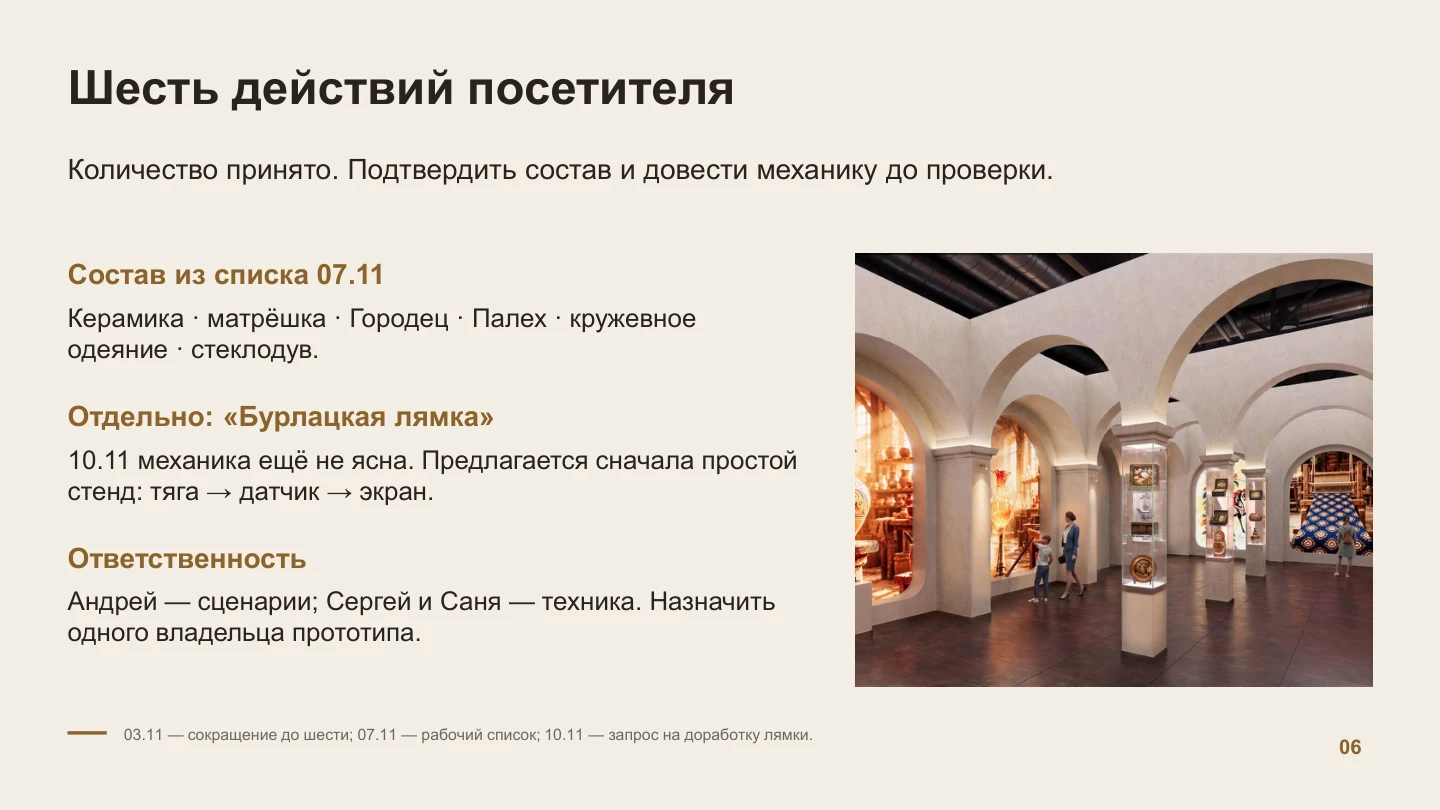 Шесть действий посетителя
Количество принято. Подтвердить состав и довести механику до проверки.
Состав из списка 07.11
Керамика · матрёшка · Городец · Палех · кружевное
одеяние · стеклодув.
Отдельно: «Бурлацкая лямка»
10.11 механика ещё не ясна. Предлагается сначала простой
стенд: тяга → датчик → экран.
Ответственность
Андрей — сценарии; Сергей и Саня — техника. Назначить
одного владельца прототипа.
03.11 — сокращение до шести; 07.11 — рабочий список; 10.11 — запрос на доработку лямки.
06